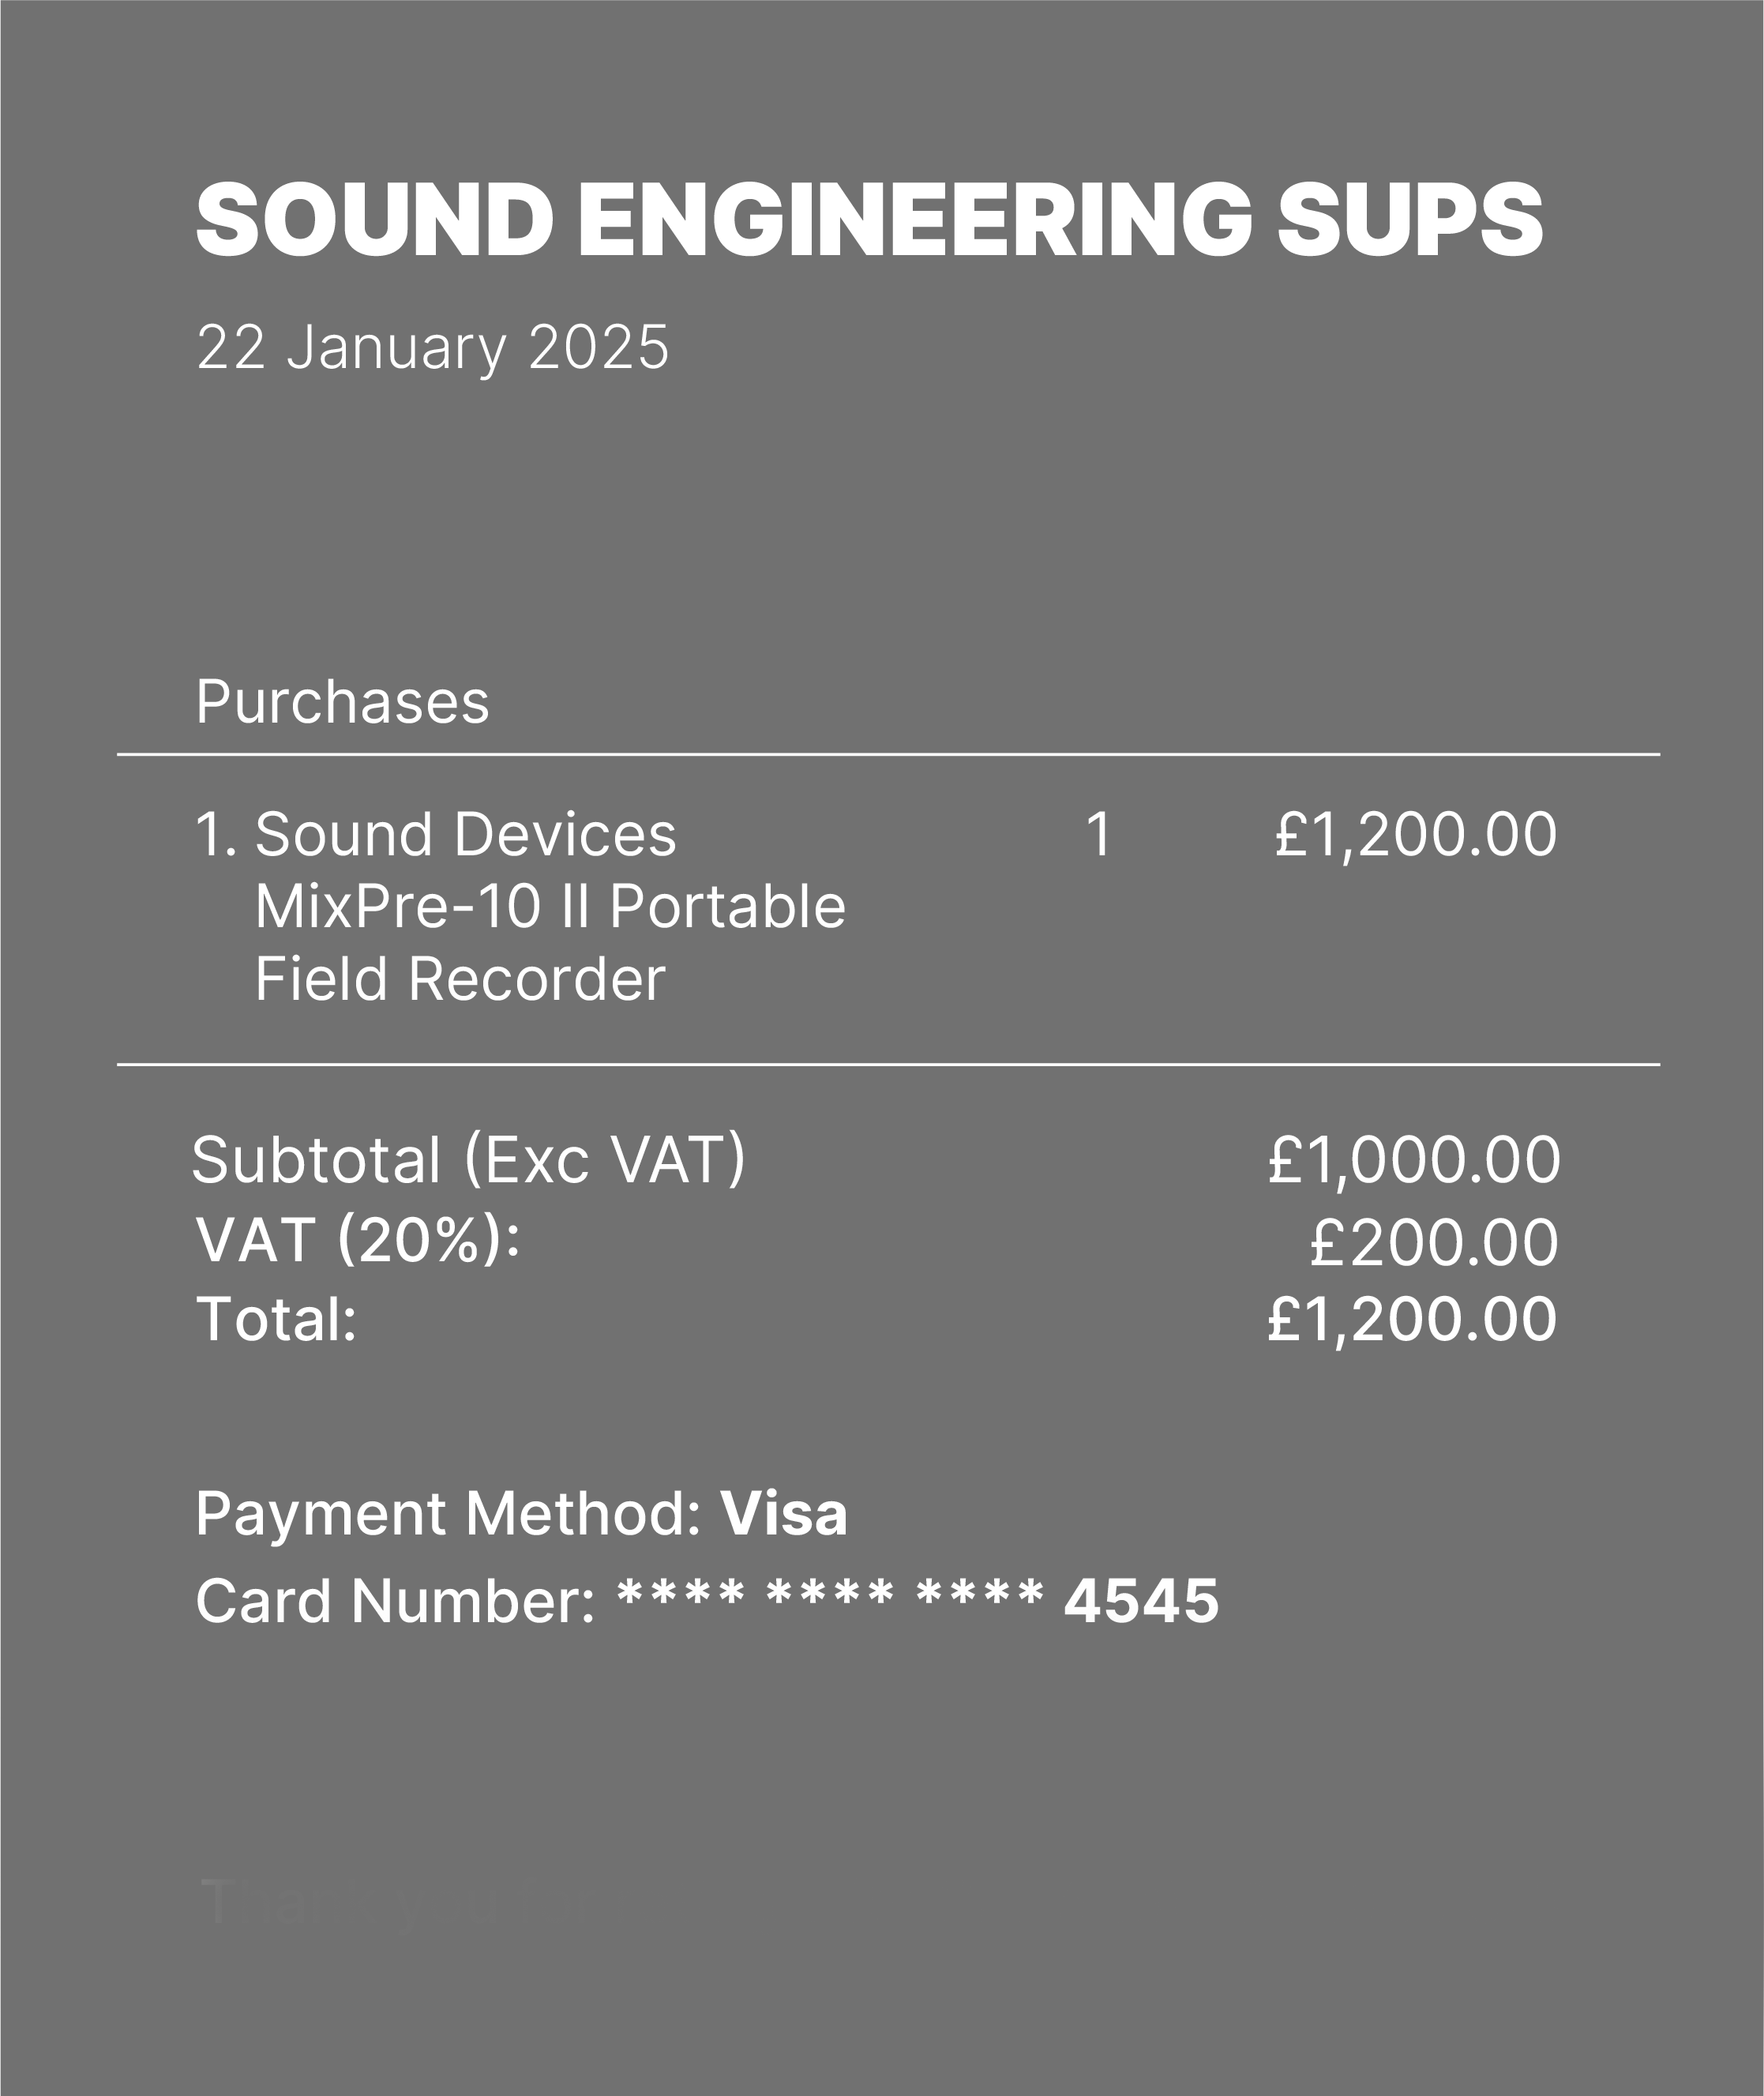 SOUND ENGINEERING SUPS
22 January 2025
Purchases
1. Sound Devices 1 £1,200.00
MixPre-10 II Portable
Field Recorder
Subtotal (Exc VAT) £1,000.00
VAT (20%): £200.00
Total: £1,200.00
Payment Method: Visa
Card Number: **** **** **** 4545